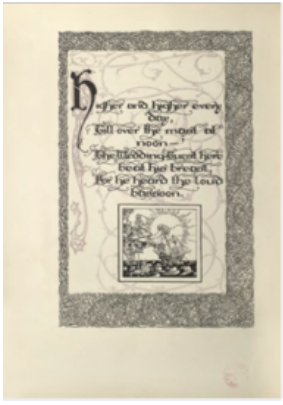 Higher and higher every
day,
Till over the mast at
noon—
The Wedding-Guest here
beat his breast,
For he heard the loud
bassoon.